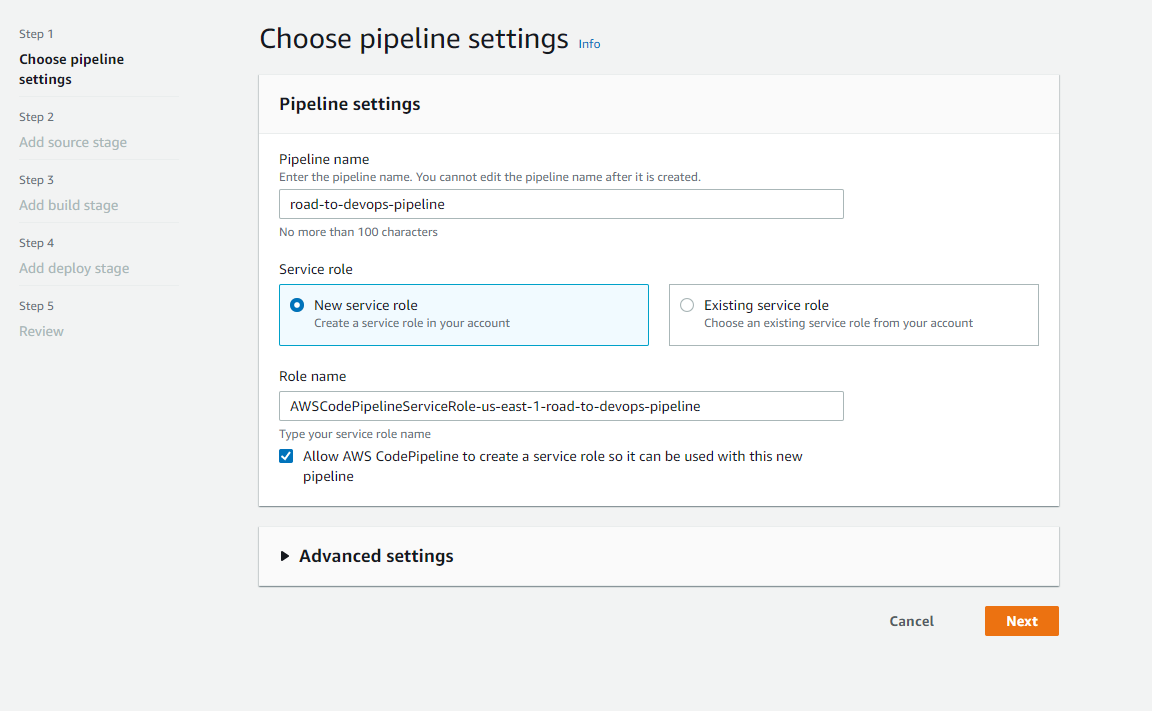 Step 1
Choose pipeline
settings
Step 2
Add source stage
Step 3
Add build stage
Step 4
Add deploy stage
Step 5
Review
Choose pipeline settings Info
Pipeline settings
Pipeline name
Enter the pipeline name. You cannot edit the pipeline name after it is created.
road-to-devops-pipeline
No more than 100 characters
Service role
New service role
Create a service role in your account
Existing service role
Choose an existing service role from your account
Role name
AWSCodePipelineServiceRole-us-east-1-road-to-devops-pipeline
Type your service role name
Allow AWS CodePipeline to create a service role so it can be used with this new
pipeline
Advanced settings
Cancel
Next